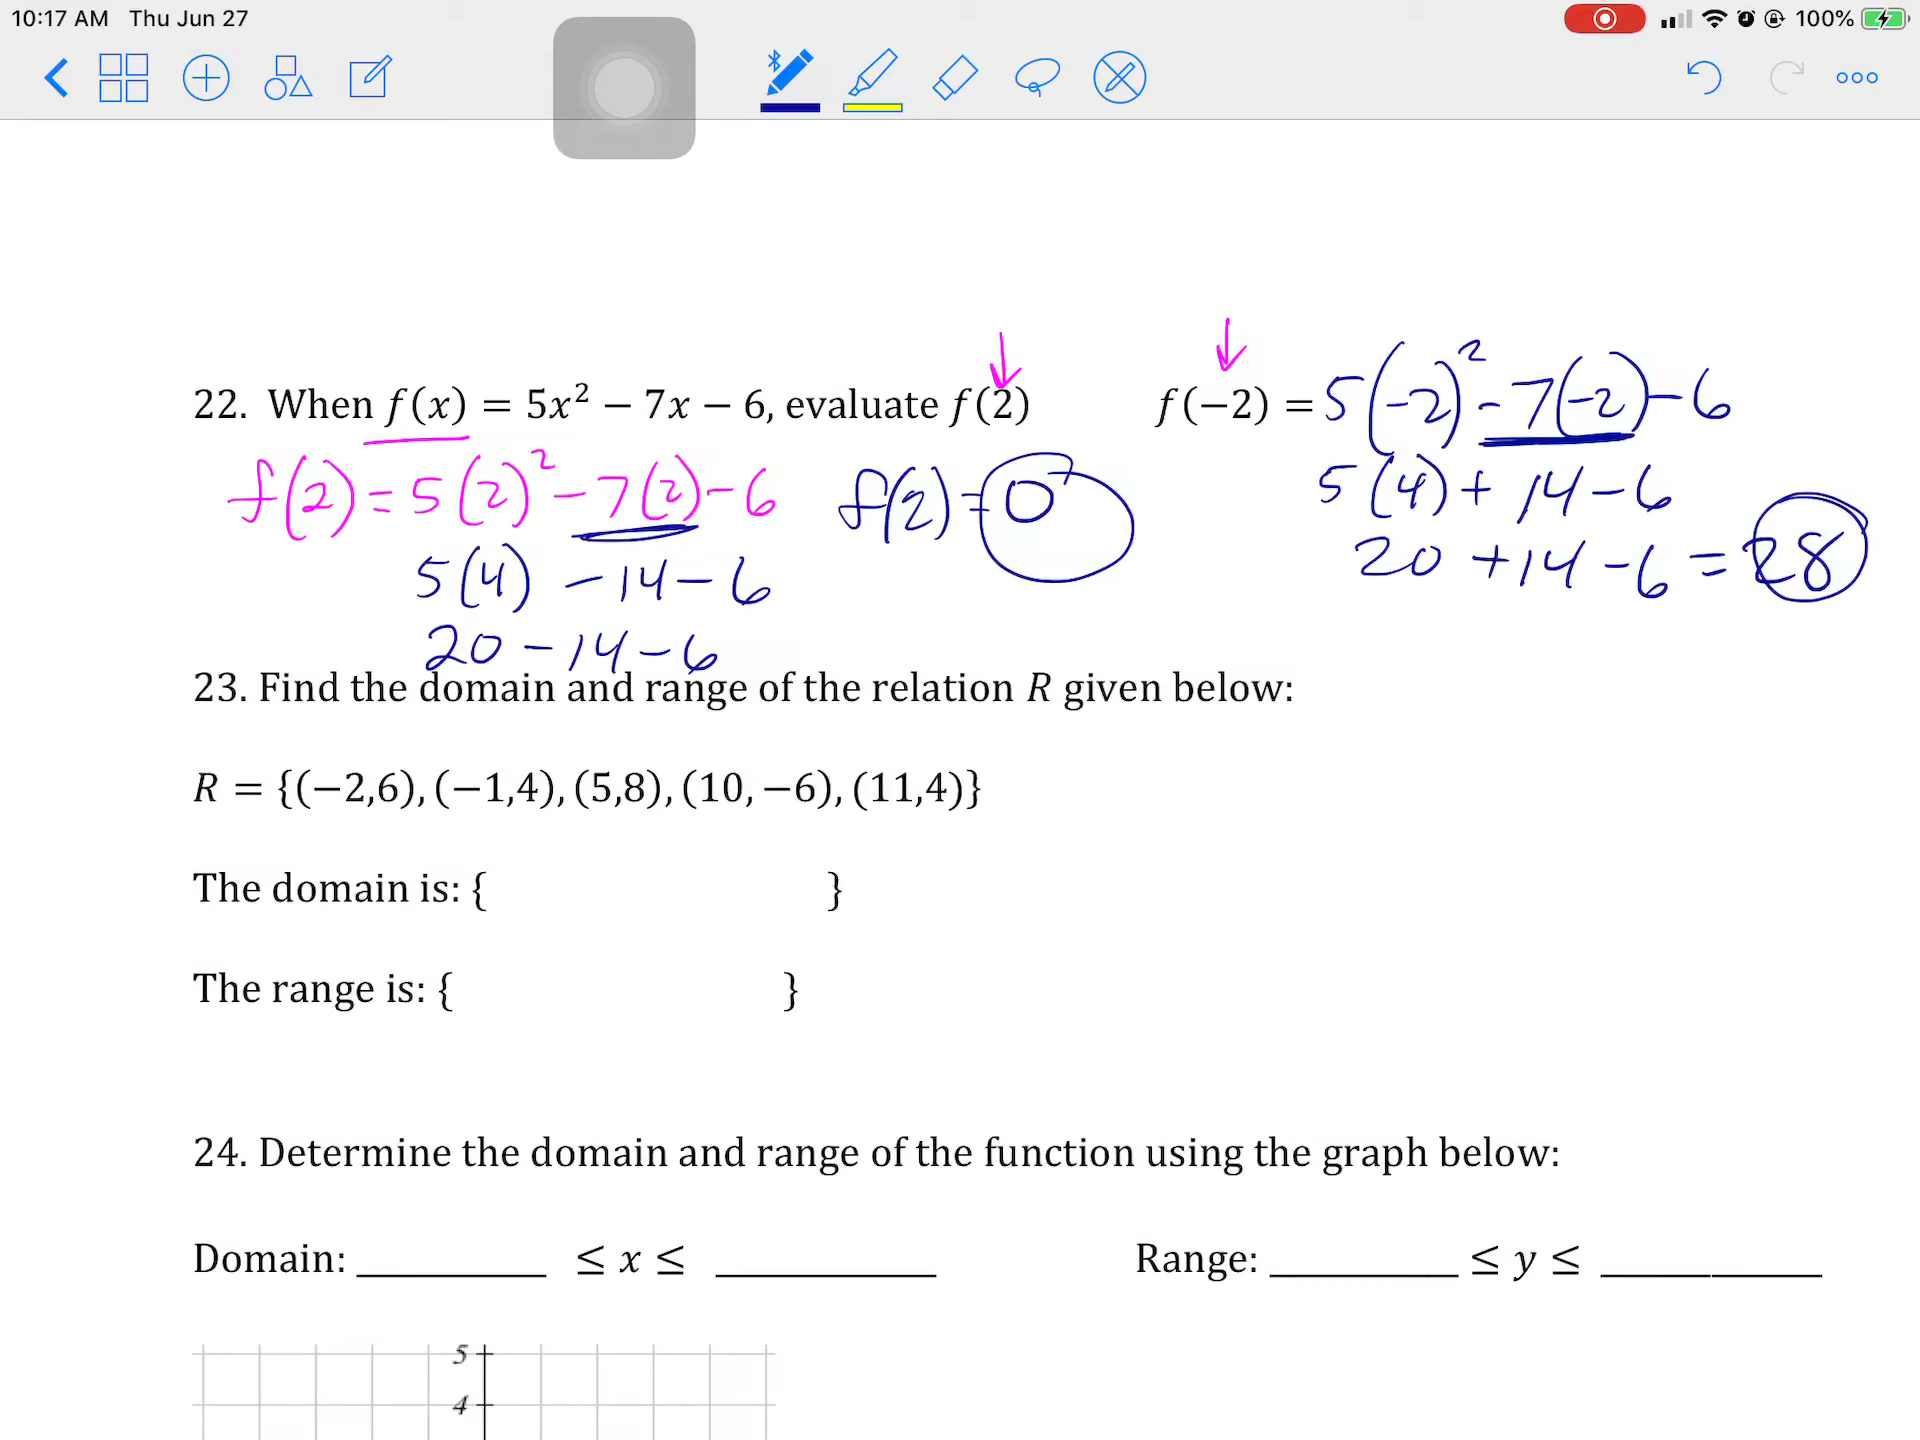 10:17 AM Thu Jun 27 100%
22. When f(x) = 5x² − 7x − 6, evaluate f(2) f(−2) = 5(-2)² - 7(-2) - 6
f(2) = 5(2)² - 7(2) - 6 f(2) = 0 5(4) + 14 - 6
5(4) - 14 - 6 20 + 14 - 6 = 28
20 - 14 - 6
23. Find the domain and range of the relation R given below:
R = {(−2,6), (−1,4), (5,8), (10, −6), (11,4)}
The domain is: { }
The range is: { }
24. Determine the domain and range of the function using the graph below:
Domain: __________ ≤ x ≤ __________ Range: __________ ≤ y ≤ __________
5
4